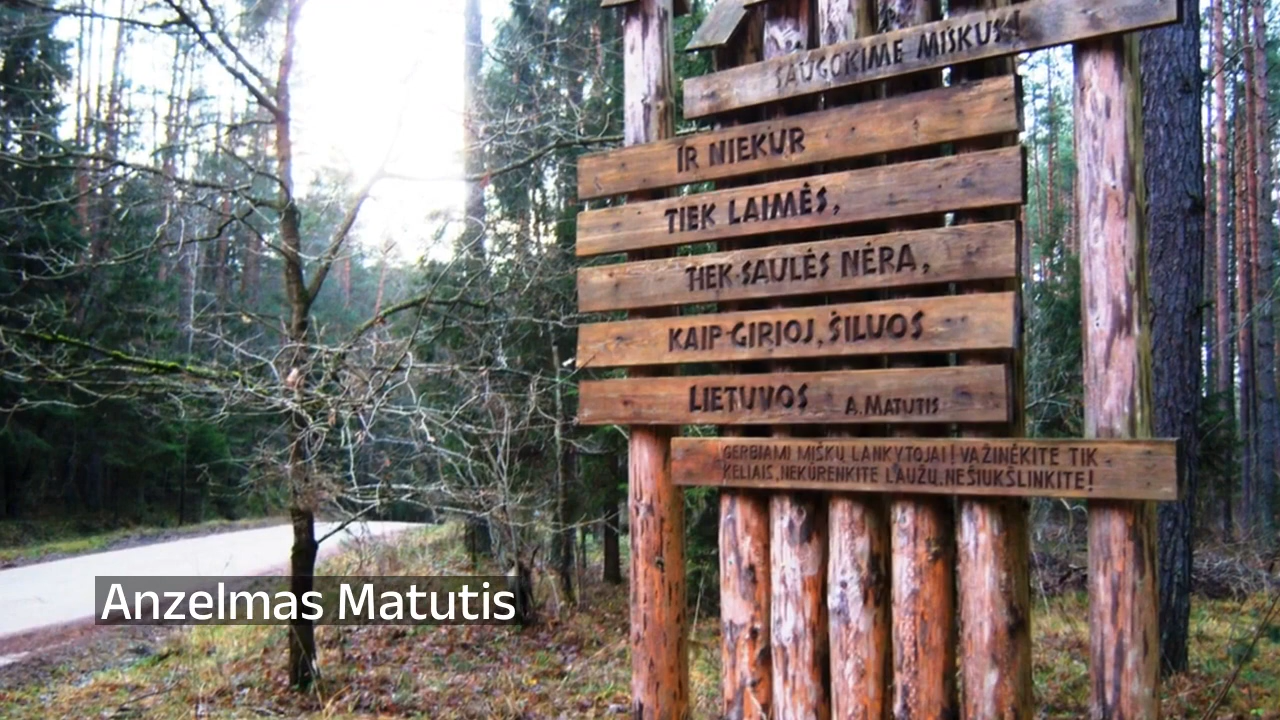 SAUGOKIME MIŠKUS!
IR NIEKUR
TIEK LAIMĖS,
TIEK SAULĖS NĖRA,
KAIP GIRIOJ, ŠILUOS
LIETUVOS A. MATUTIS
GERBIAMI MIŠKŲ LANKYTOJAI! VAŽINĖKITE TIK
KELIAIS, NEKŪRENKITE LAUŽŲ, NEŠIUKŠLINKITE!
Anzelmas Matutis